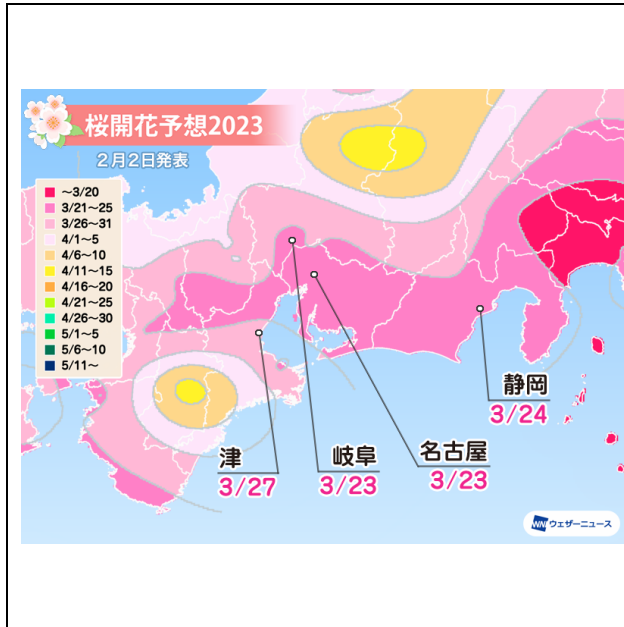 桜開花予想2023
2月2日発表
～3/20
3/21～25
3/26～31
4/1～5
4/6～10
4/11～15
4/16～20
4/21～25
4/26～30
5/1～5
5/6～10
5/11～
静岡
3/24
津
3/27
岐阜
3/23
名古屋
3/23
WNI ウェザーニュース